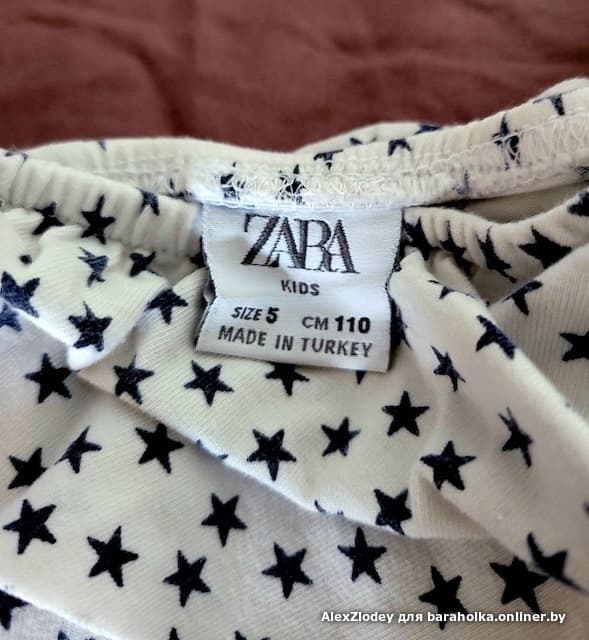 ZARA
KIDS
SIZE 5 CM 110
MADE IN TURKEY
AlexZlodey для baraholka.onliner.by